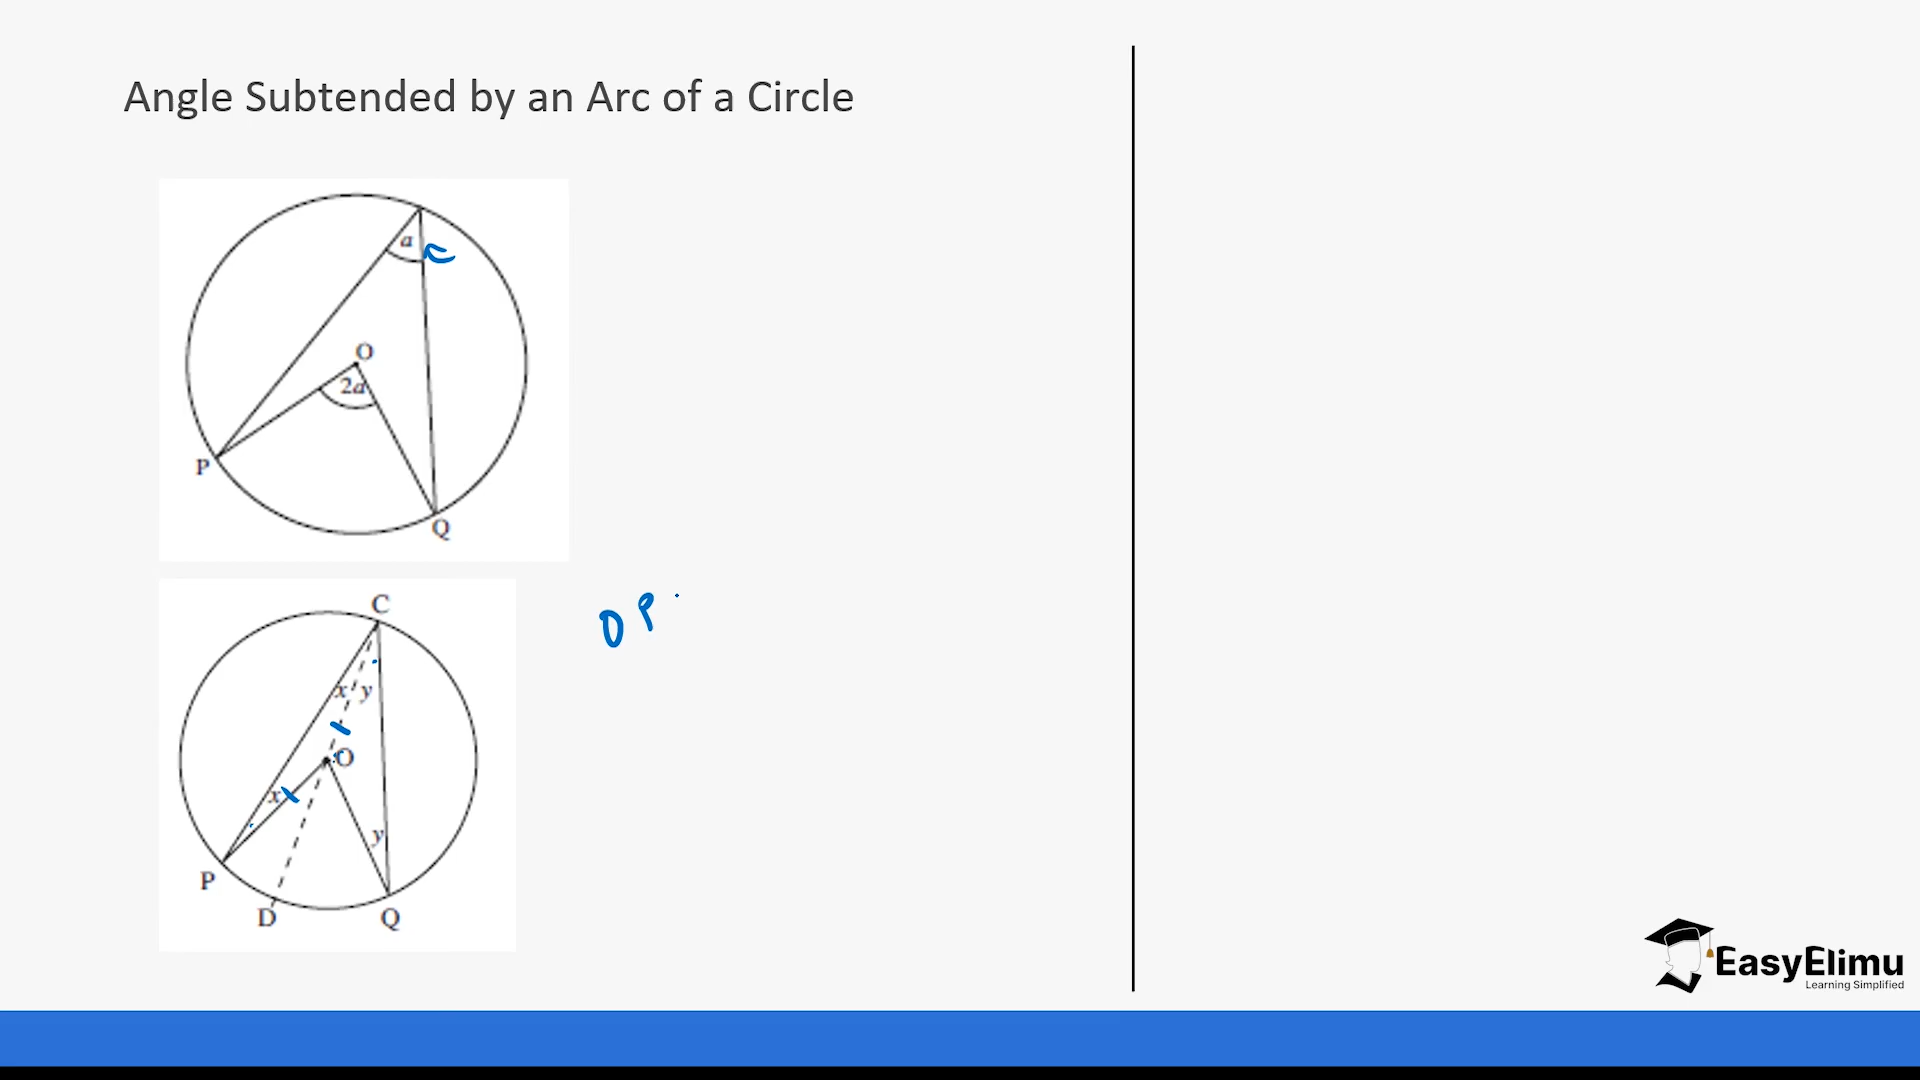 Angle Subtended by an Arc of a Circle
a
C
O
2a
P
Q
C
x y
O
x
y
P
D
Q
OP
EasyElimu
Learning Simplified